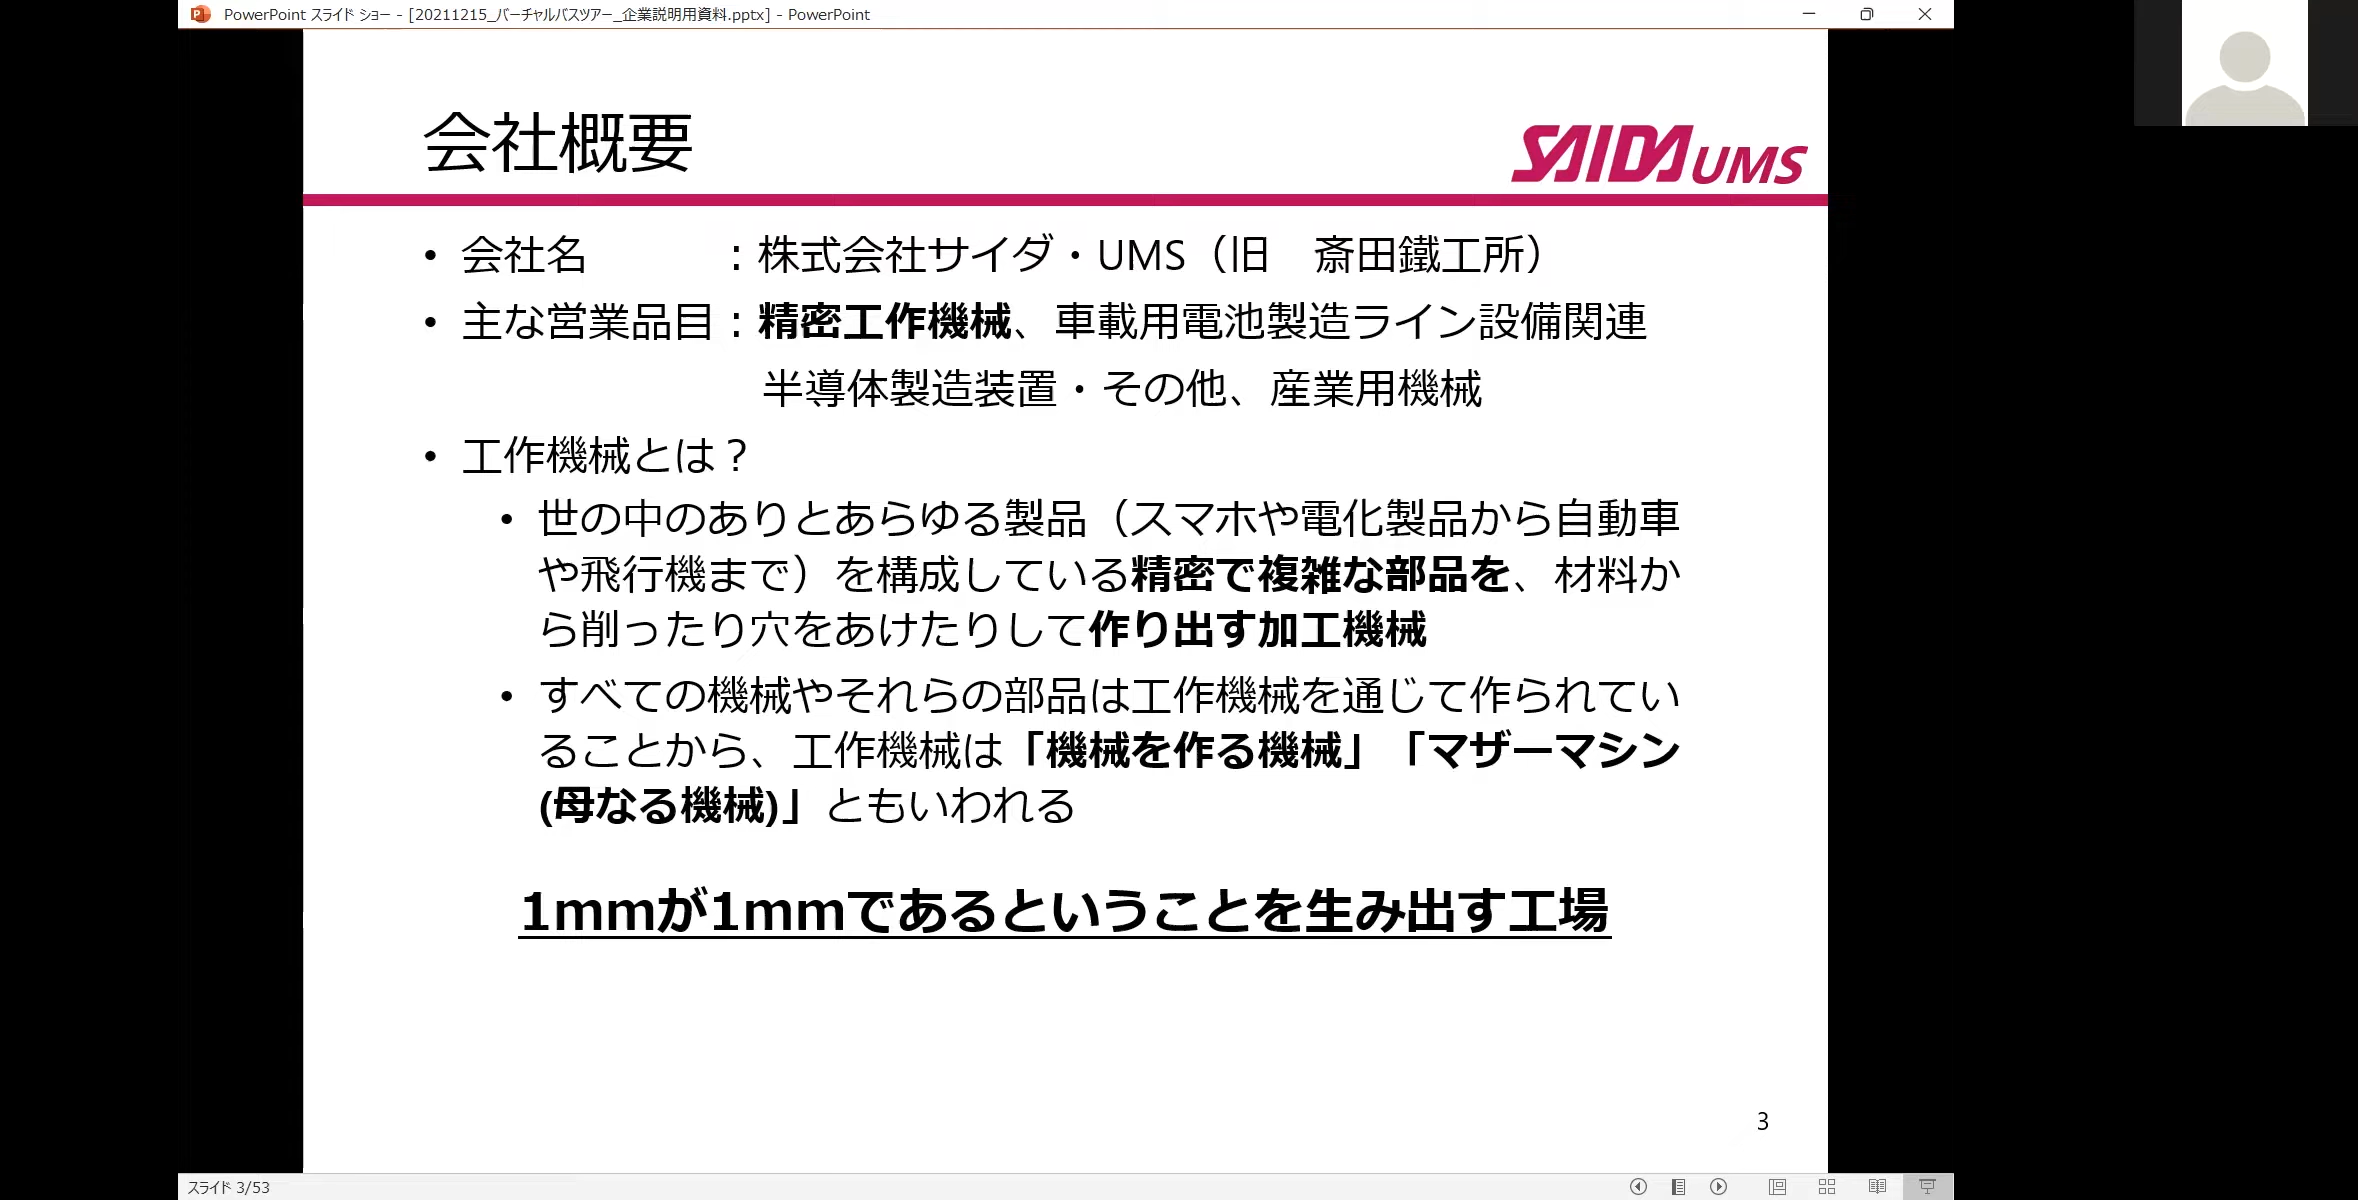 PowerPoint スライド ショー - [20211215_バーチャルバスツアー_企業説明用資料.pptx] - PowerPoint
会社概要
SAIDA UMS
• 会社名　　　：株式会社サイダ・UMS（旧　斎田鐵工所）
• 主な営業品目：精密工作機械、車載用電池製造ライン設備関連
半導体製造装置・その他、産業用機械
• 工作機械とは？
• 世の中のありとあらゆる製品（スマホや電化製品から自動車
や飛行機まで）を構成している精密で複雑な部品を、材料か
ら削ったり穴をあけたりして作り出す加工機械
• すべての機械やそれらの部品は工作機械を通じて作られてい
ることから、工作機械は「機械を作る機械」「マザーマシン
(母なる機械)」ともいわれる
1mmが1mmであるということを生み出す工場
3
スライド 3/53